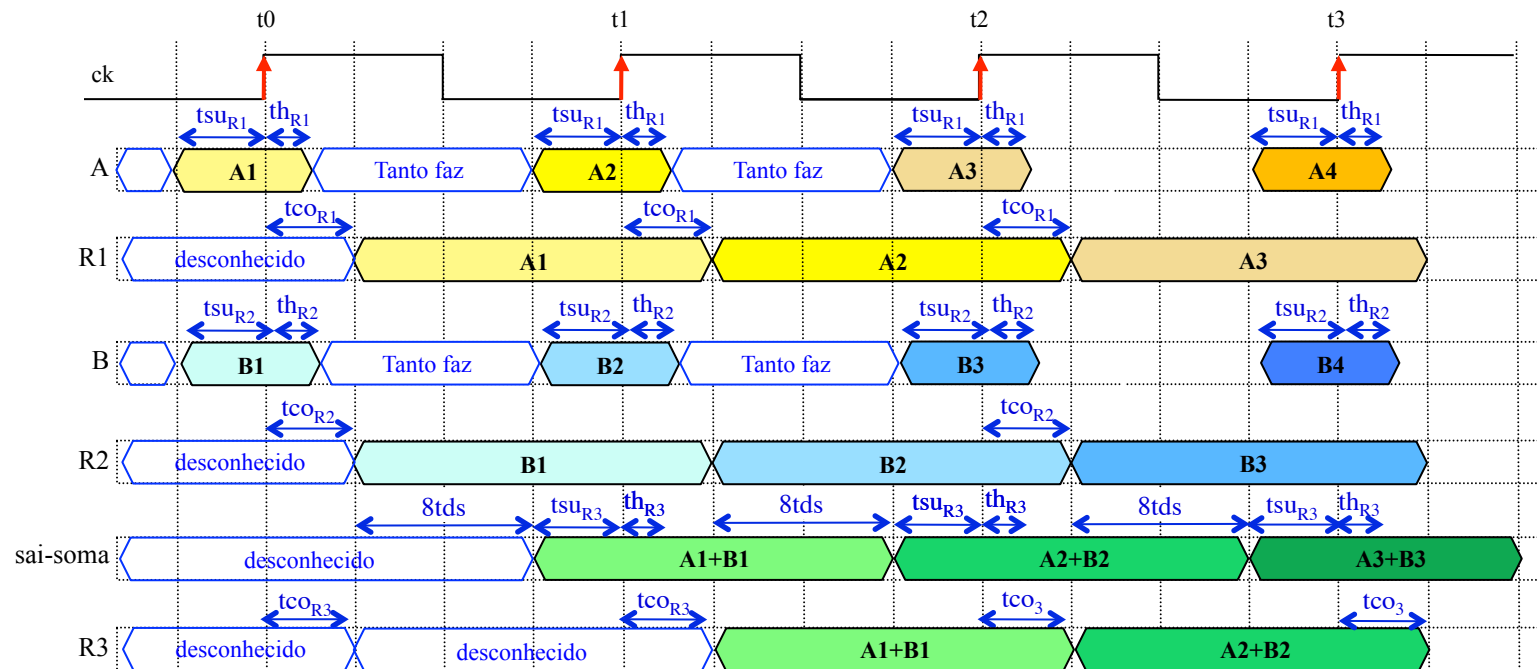 t0 t1 t2 t3
ck
tsuR1 thR1 tsuR1 thR1 tsuR1 thR1 tsuR1 thR1
A A1 Tanto faz A2 Tanto faz A3 A4
tcoR1 tcoR1 tcoR1
R1 desconhecido A1 A2 A3
tsuR2 thR2 tsuR2 thR2 tsuR2 thR2 tsuR2 thR2
B B1 Tanto faz B2 Tanto faz B3 B4
tcoR2 tcoR2
R2 desconhecido B1 B2 B3
8tds tsuR3 thR3 8tds tsuR3 thR3 8tds tsuR3 thR3
sai-soma desconhecido A1+B1 A2+B2 A3+B3
tcoR3 tcoR3 tco3 tco3
R3 desconhecido desconhecido A1+B1 A2+B2